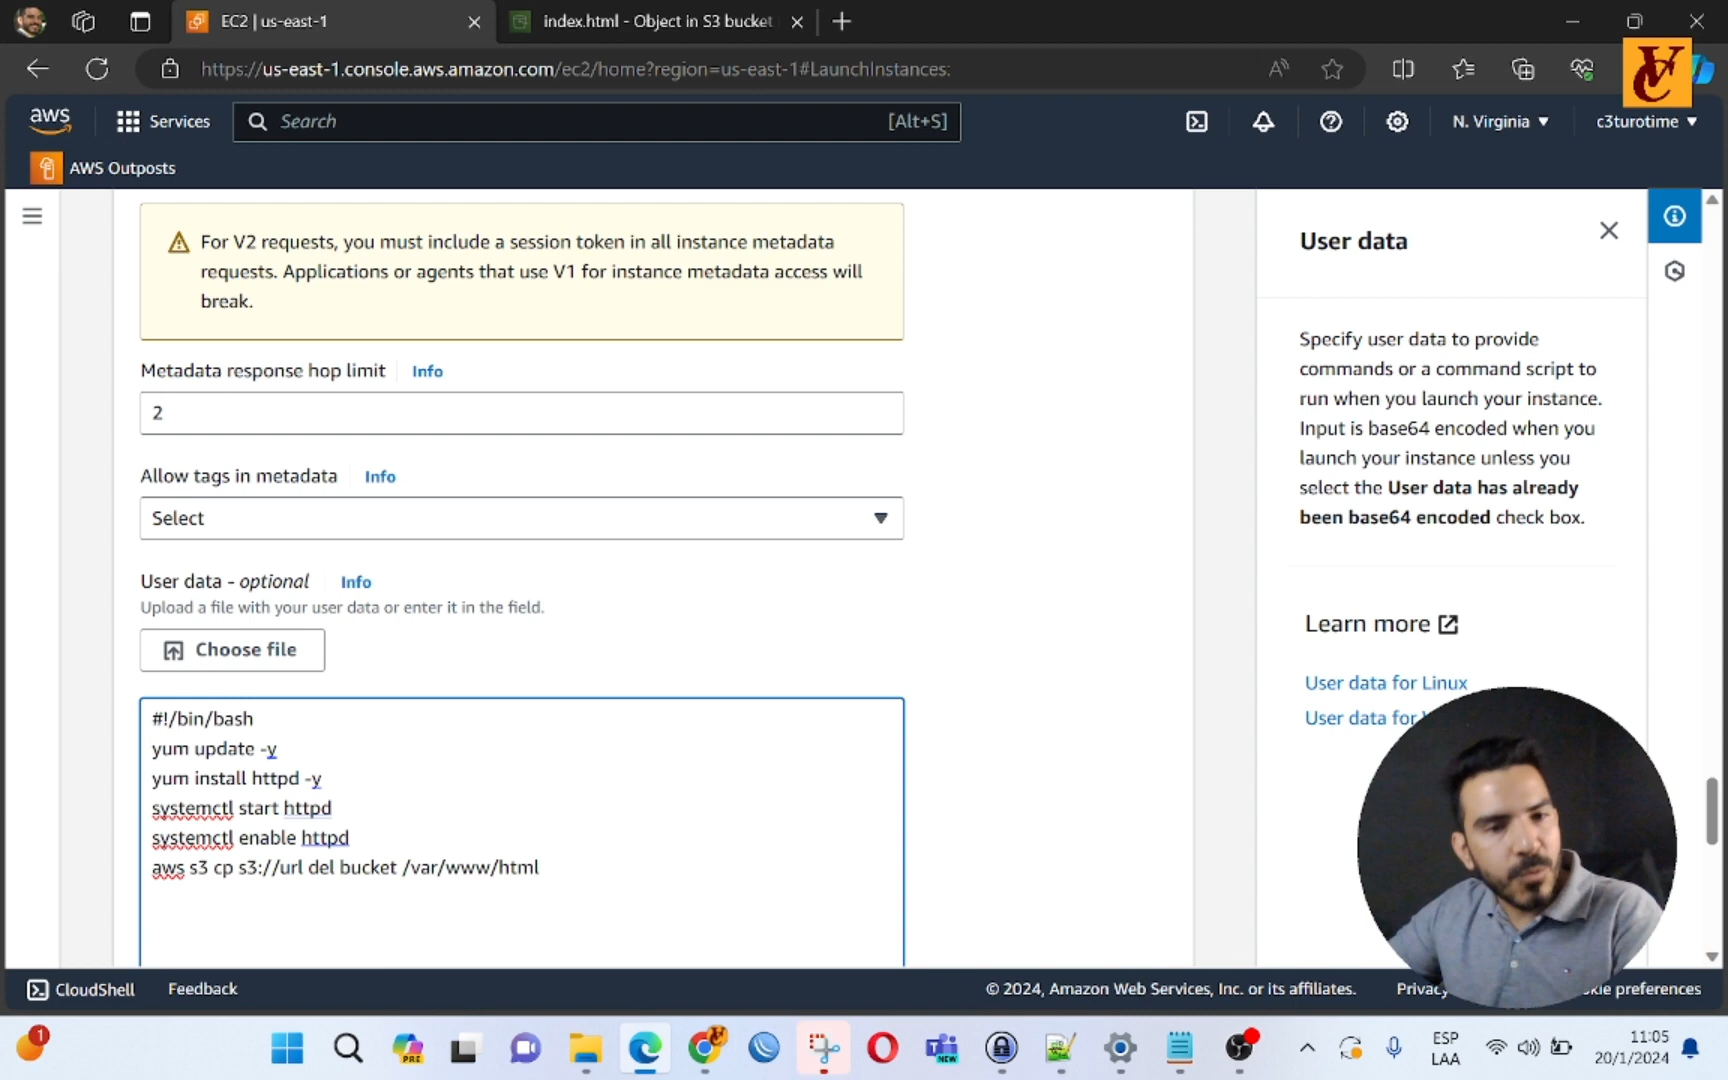 EC2 | us-east-1
index.html - Object in S3 bucket
https://us-east-1.console.aws.amazon.com/ec2/home?region=us-east-1#LaunchInstances:
aws
Services
Search
[Alt+S]
N. Virginia
c3turotime
AWS Outposts
For V2 requests, you must include a session token in all instance metadata
requests. Applications or agents that use V1 for instance metadata access will
break.
Metadata response hop limit
Info
2
Allow tags in metadata
Info
Select
User data - optional
Info
Upload a file with your user data or enter it in the field.
Choose file
#!/bin/bash
yum update -y
yum install httpd -y
systemctl start httpd
systemctl enable httpd
aws s3 cp s3://url del bucket /var/www/html
User data
Specify user data to provide
commands or a command script to
run when you launch your instance.
Input is base64 encoded when you
launch your instance unless you
select the User data has already
been base64 encoded check box.
Learn more
User data for Linux
User data for
CloudShell
Feedback
© 2024, Amazon Web Services, Inc. or its affiliates.
Privacy
kie preferences
1
PRE
NEW
ESP
LAA
11:05
20/1/2024